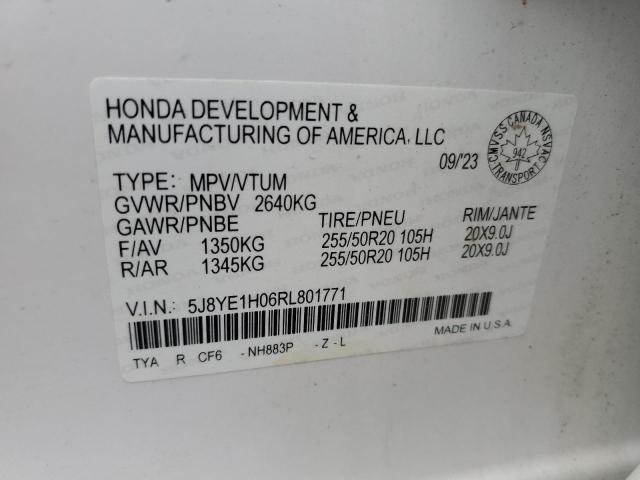 HONDA DEVELOPMENT &
MANUFACTURING OF AMERICA, LLC
09/'23
CMVSS CANADA NSVAC
942
TRANSPORT
TYPE: MPV/VTUM
GVWR/PNBV 2640KG
GAWR/PNBE TIRE/PNEU RIM/JANTE
F/AV 1350KG 255/50R20 105H 20X9.0J
R/AR 1345KG 255/50R20 105H 20X9.0J
V.I.N.: 5J8YE1H06RL801771
MADE IN U.S.A.
TYA R CF6 -NH883P -Z-L